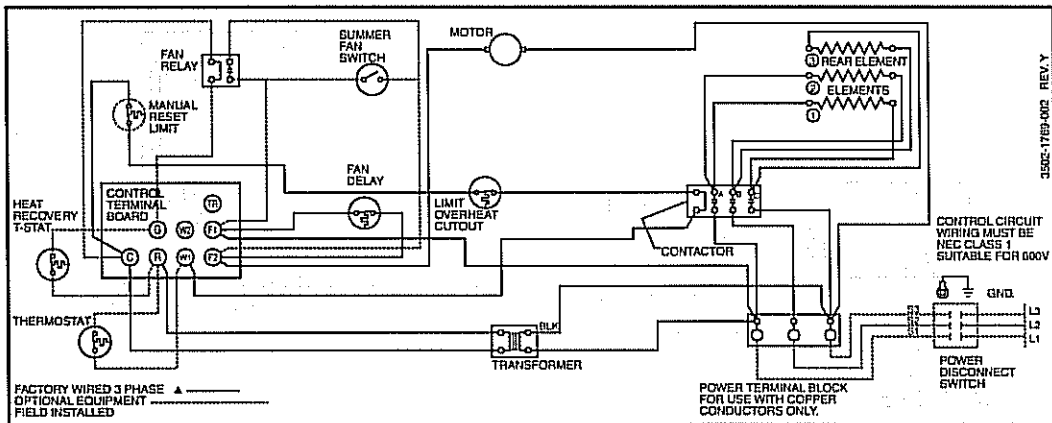 FAN
RELAY
SUMMER
FAN
SWITCH
MOTOR
3 REAR ELEMENT
2 ELEMENTS
1
3502-1769-002 REV.Y
MANUAL
RESET
LIMIT
FAN
DELAY
LIMIT
OVERHEAT
CUTOUT
A B C
CONTACTOR
HEAT
RECOVERY
T-STAT
CONTROL
TERMINAL
BOARD
TR
G W2 F1
C R W1 F2
CONTROL CIRCUIT
WIRING MUST BE
NEC CLASS 1
SUITABLE FOR 600V
GND.
L3
L2
L1
THERMOSTAT
BLK
TRANSFORMER
POWER
DISCONNECT
SWITCH
POWER TERMINAL BLOCK
FOR USE WITH COPPER
CONDUCTORS ONLY.
FACTORY WIRED 3 PHASE ▲
OPTIONAL EQUIPMENT
FIELD INSTALLED